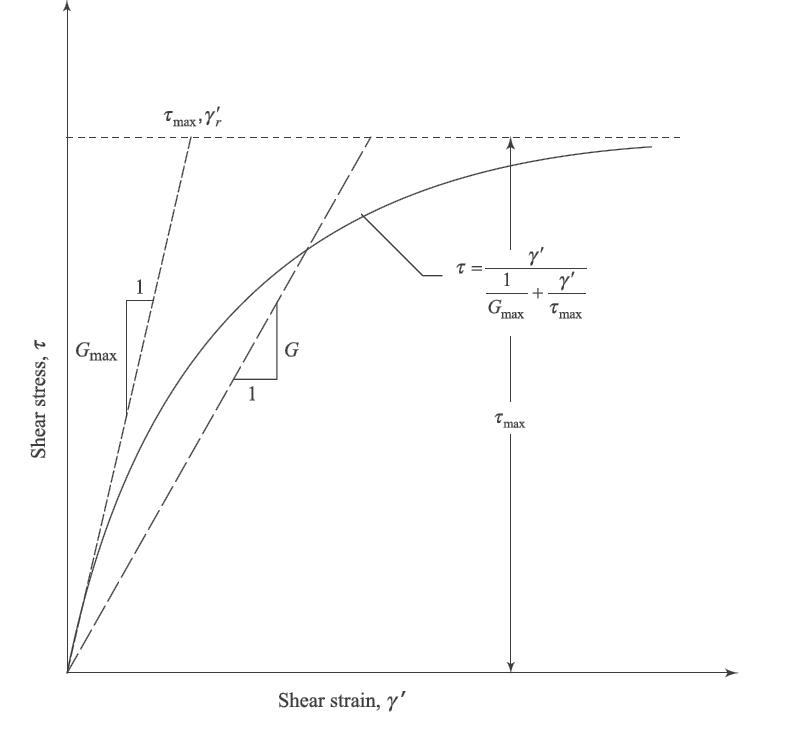 τmax, γ′r
τ = γ′ / (1/Gmax + γ′/τmax)
1
Gmax
G
1
τmax
Shear stress, τ
Shear strain, γ′